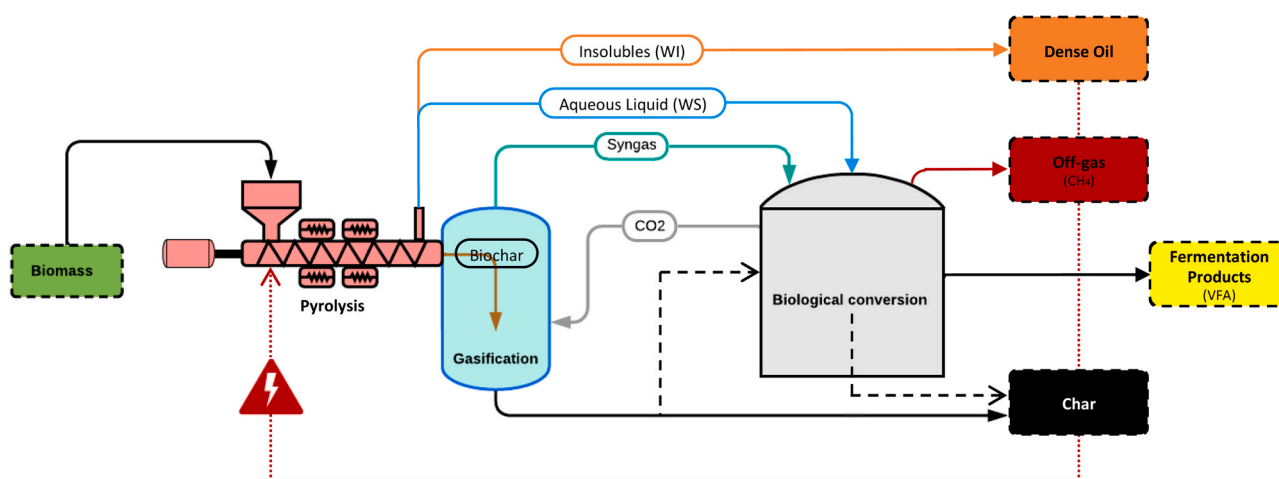 Insolubles (WI)
Dense Oil
Aqueous Liquid (WS)
Syngas
Off-gas
(CH₄)
CO2
Biomass
Biochar
Pyrolysis
Gasification
Biological conversion
Fermentation
Products
(VFA)
Char